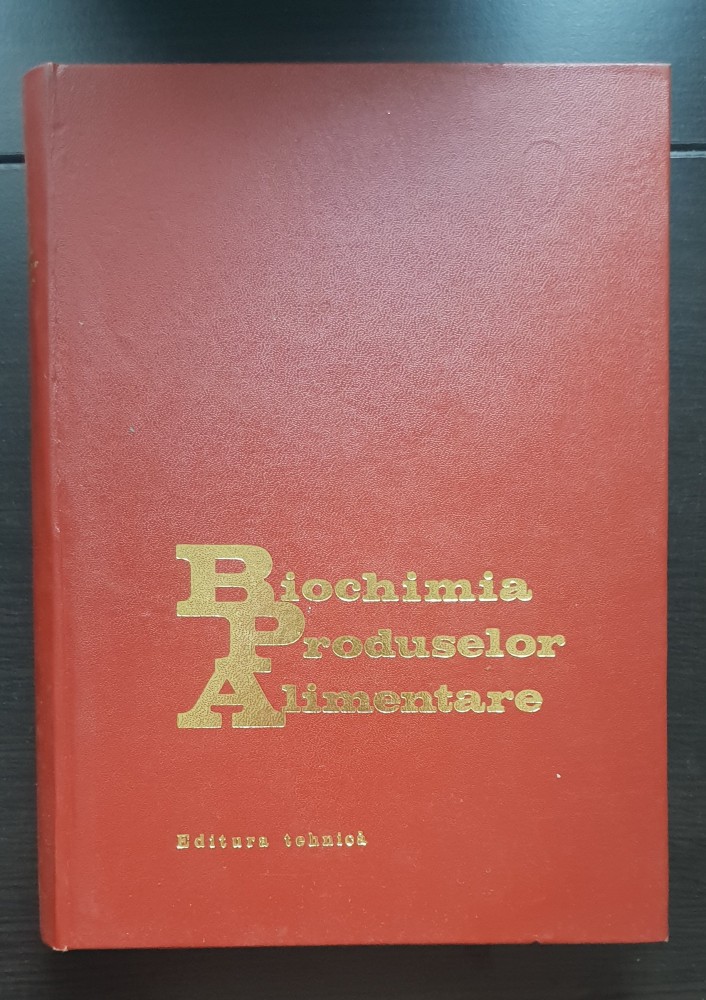 Biochimia
Produselor
Alimentare
Editura tehnică